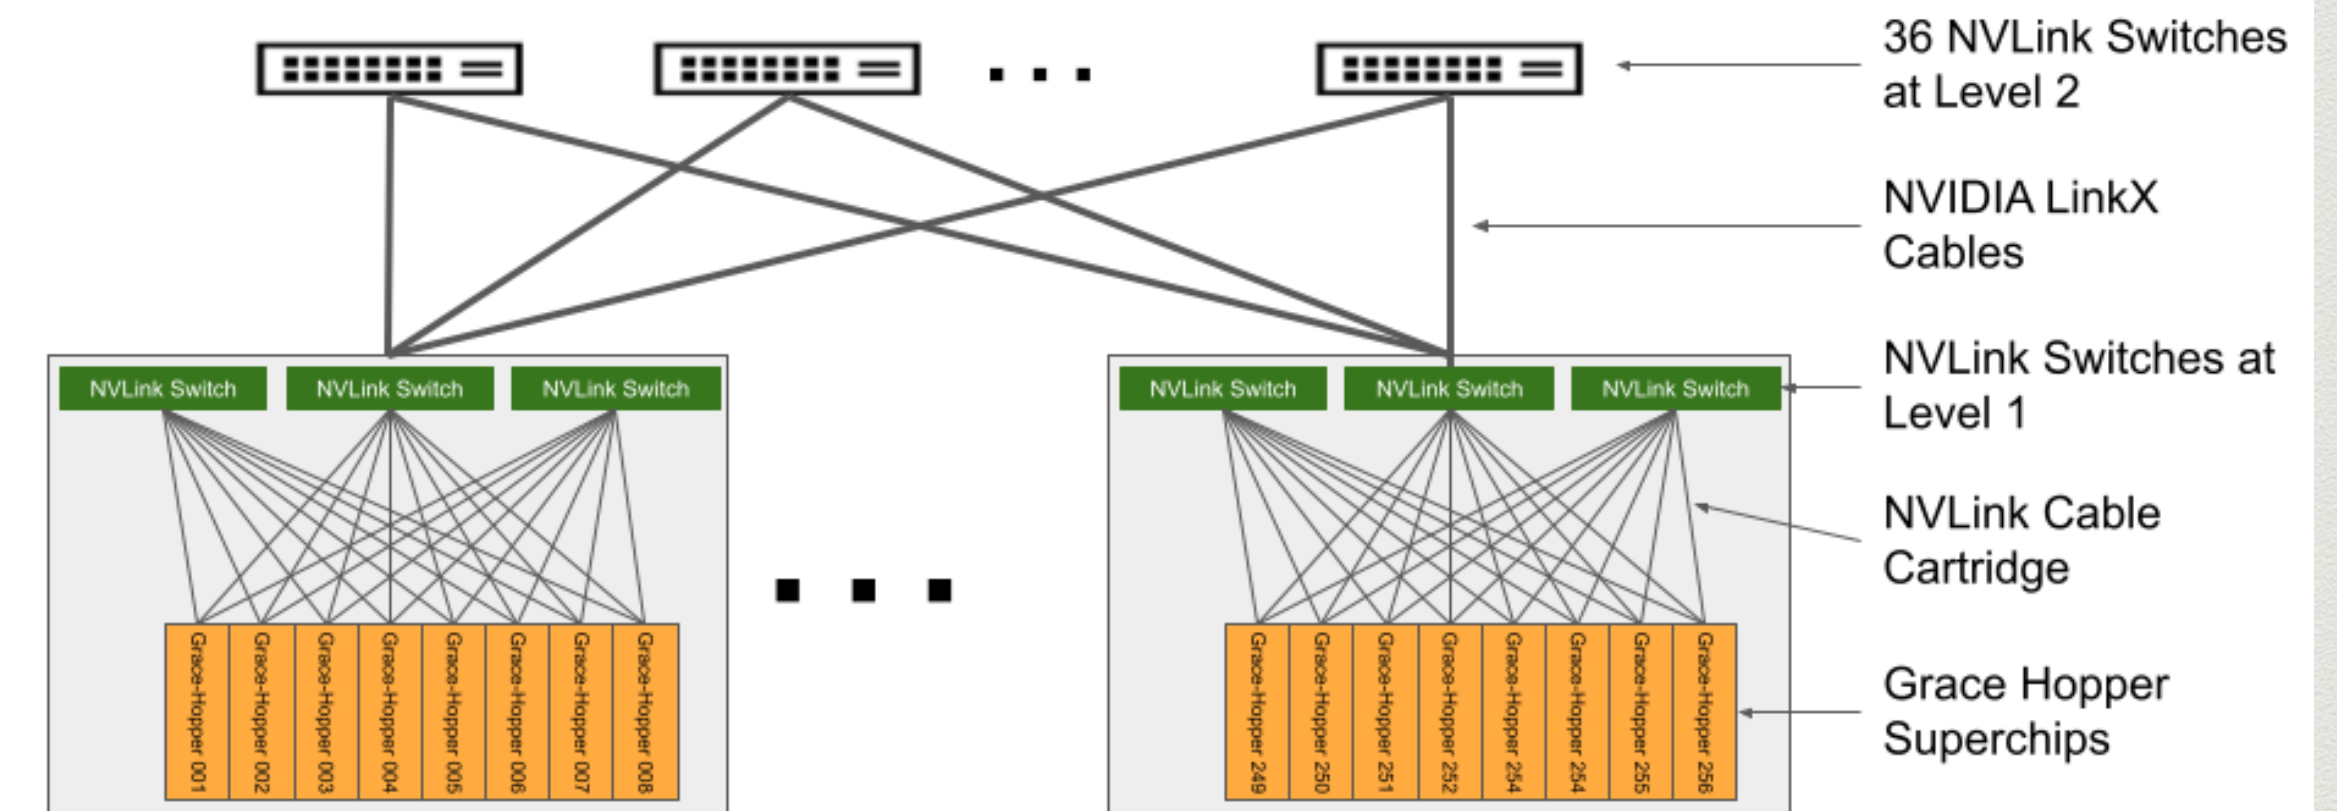 36 NVLink Switches
at Level 2
NVIDIA LinkX
Cables
NVLink Switch
NVLink Switch
NVLink Switch
NVLink Switch
NVLink Switch
NVLink Switch
NVLink Switches at
Level 1
NVLink Cable
Cartridge
Grace-Hopper 001
Grace-Hopper 002
Grace-Hopper 003
Grace-Hopper 004
Grace-Hopper 005
Grace-Hopper 006
Grace-Hopper 007
Grace-Hopper 008
Grace-Hopper 249
Grace-Hopper 250
Grace-Hopper 251
Grace-Hopper 252
Grace-Hopper 254
Grace-Hopper 254
Grace-Hopper 255
Grace-Hopper 256
Grace Hopper
Superchips